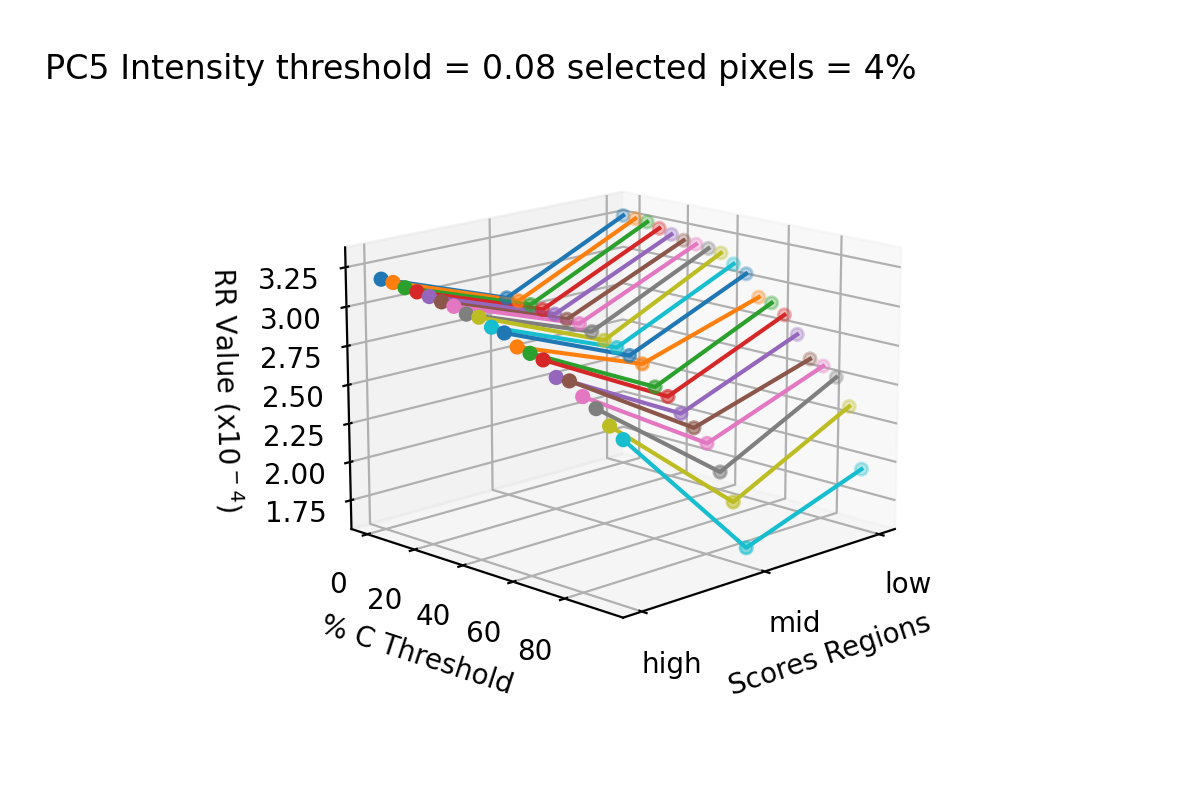 PC5 Intensity threshold = 0.08 selected pixels = 4%
RR Value (x10⁻⁴)
3.25
3.00
2.75
2.50
2.25
2.00
1.75
0
20
40
60
80
% C Threshold
high
mid
low
Scores Regions